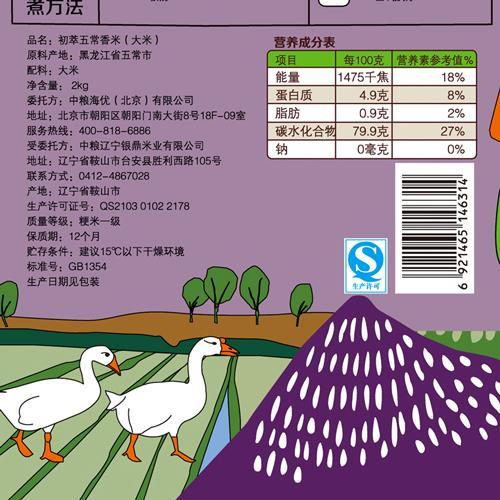 煮方法
品名：初萃五常香米（大米）
原料产地：黑龙江省五常市
配料：大米
净含量： 2kg
委托方：中粮海优（北京）有限公司
地址：北京市朝阳区朝阳门南大街8号18F-09室
服务热线：400-818-6886
受委托方：中粮辽宁银鼎米业有限公司
地址：辽宁省鞍山市台安县胜利西路105号
联系方式：0412-4867028
产地：辽宁省鞍山市
生产许可证号：QS2103 0102 2178
质量等级：粳米一级
保质期：12个月
贮存条件：建议15℃以下干燥环境
标准号：GB1354
生产日期见包装
营养成分表
项目 每100克 营养素参考值%
能量 1475千焦 18%
蛋白质 4.9克 8%
脂肪 0.9克 2%
碳水化合物 79.9克 27%
钠 0毫克 0%
生产许可
6 921465 146314